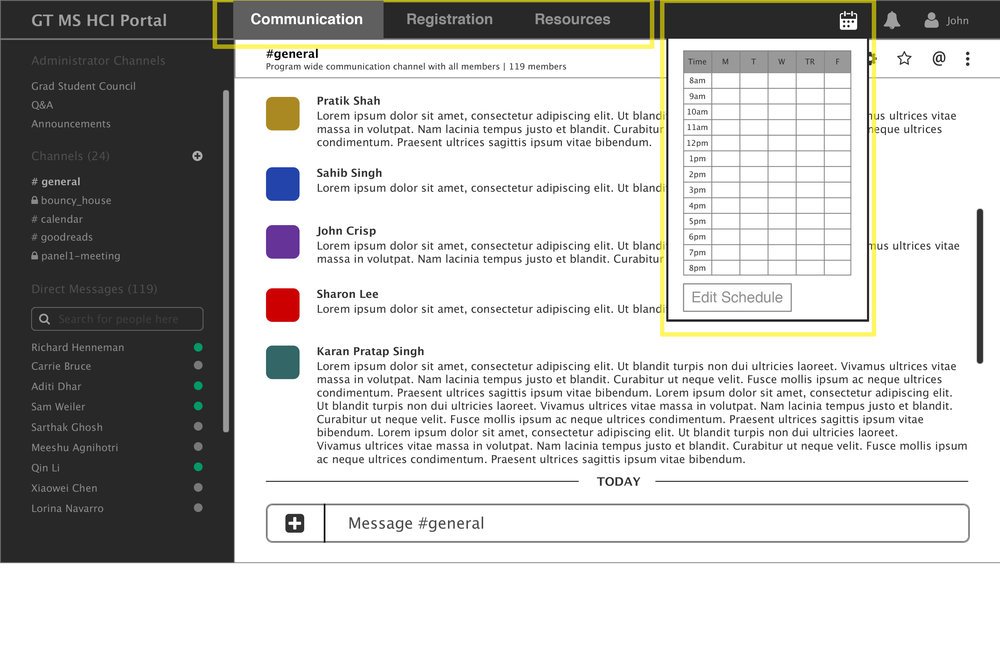 GT MS HCI Portal
Communication
Registration
Resources
John
Administrator Channels
Grad Student Council
Q&A
Announcements
Channels (24)
# general
bouncy_house
# calendar
# goodreads
panel1-meeting
Direct Messages (119)
Search for people here
Richard Henneman
Carrie Bruce
Aditi Dhar
Sam Weiler
Sarthak Ghosh
Meeshu Agnihotri
Qin Li
Xiaowei Chen
Lorina Navarro
#general
Program wide communication channel with all members | 119 members
@
Pratik Shah
Lorem ipsum dolor sit amet, consectetur adipiscing elit. Ut blandi mus ultrices vitae
massa in volutpat. Nam lacinia tempus justo et blandit. Curabitur neque ultrices
condimentum. Praesent ultrices sagittis ipsum vitae bibendum.
Sahib Singh
Lorem ipsum dolor sit amet, consectetur adipiscing elit. Ut blandi
John Crisp
Lorem ipsum dolor sit amet, consectetur adipiscing elit. Ut blandi mus ultrices vitae
massa in volutpat. Nam lacinia tempus justo et blandit. Curabitur
Sharon Lee
Lorem ipsum dolor sit amet, consectetur adipiscing elit. Ut blandi
Karan Pratap Singh
Lorem ipsum dolor sit amet, consectetur adipiscing elit. Ut blandit turpis non dui ultricies laoreet. Vivamus ultrices vitae
massa in volutpat. Nam lacinia tempus justo et blandit. Curabitur ut neque velit. Fusce mollis ipsum ac neque ultrices
condimentum. Praesent ultrices sagittis ipsum vitae bibendum. Lorem ipsum dolor sit amet, consectetur adipiscing elit.
Ut blandit turpis non dui ultricies laoreet. Vivamus ultrices vitae massa in volutpat. Nam lacinia tempus justo et blandit.
Curabitur ut neque velit. Fusce mollis ipsum ac neque ultrices condimentum. Praesent ultrices sagittis ipsum vitae
bibendum. Lorem ipsum dolor sit amet, consectetur adipiscing elit. Ut blandit turpis non dui ultricies laoreet.
Vivamus ultrices vitae massa in volutpat. Nam lacinia tempus justo et blandit. Curabitur ut neque velit. Fusce mollis ipsum
ac neque ultrices condimentum. Praesent ultrices sagittis ipsum vitae bibendum.
TODAY
Message #general
Time M T W TR F
8am
9am
10am
11am
12pm
1pm
2pm
3pm
4pm
5pm
6pm
7pm
8pm
Edit Schedule